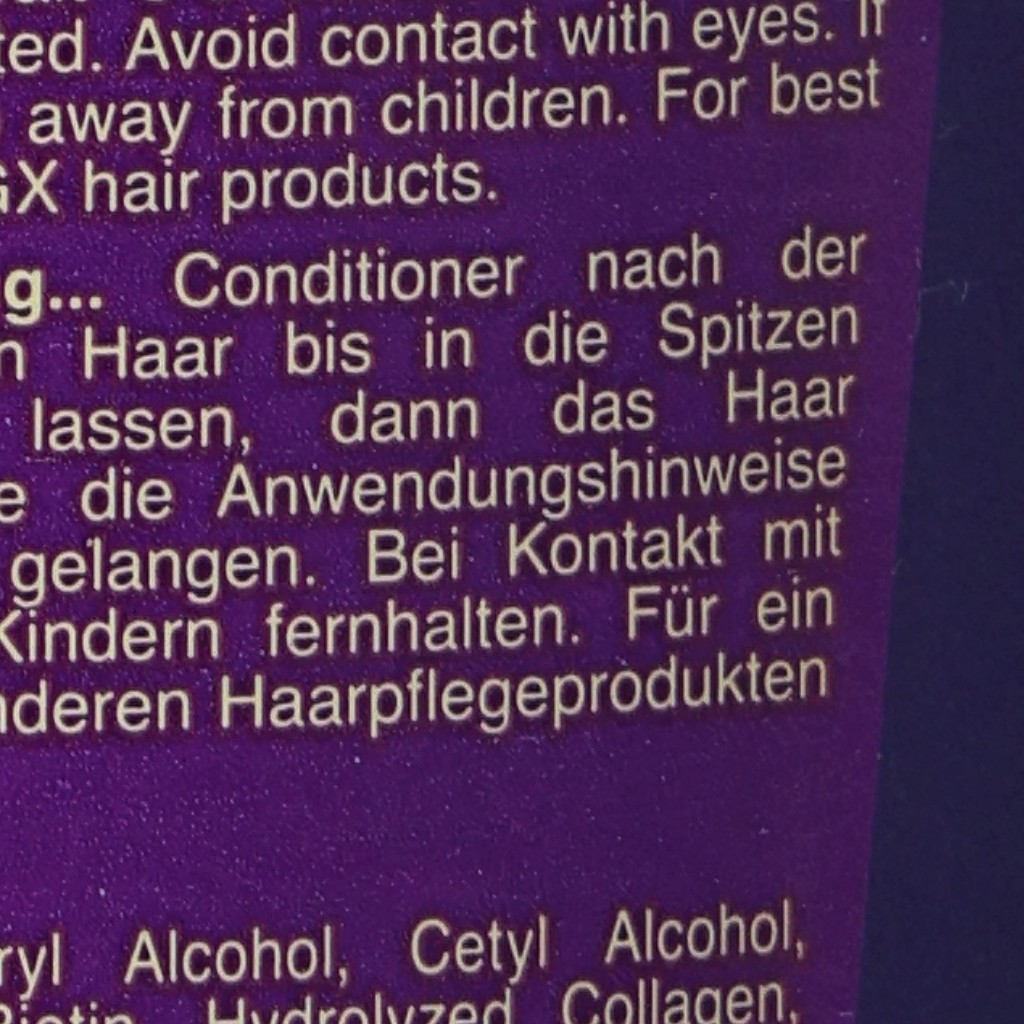 ted. Avoid contact with eyes. If
away from children. For best
GX hair products.
g... Conditioner nach der
n Haar bis in die Spitzen
lassen, dann das Haar
e die Anwendungshinweise
gelangen. Bei Kontakt mit
Kindern fernhalten. Für ein
nderen Haarpflegeprodukten
ryl Alcohol, Cetyl Alcohol,
Biotin, Hydrolyzed Collagen,